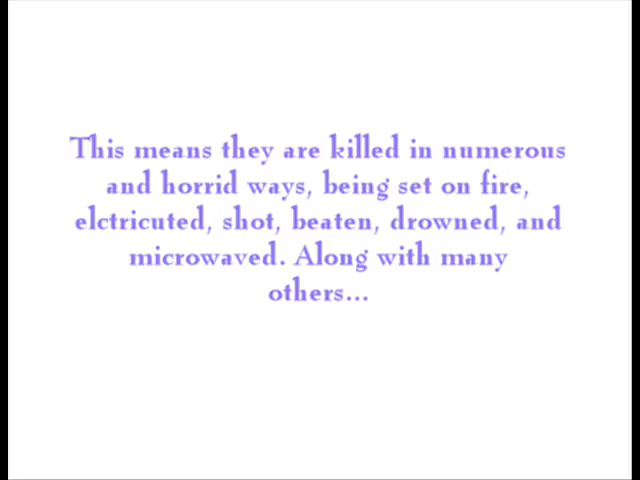 This means they are killed in numerous
and horrid ways, being set on fire,
elctricuted, shot, beaten, drowned, and
microwaved. Along with many
others...